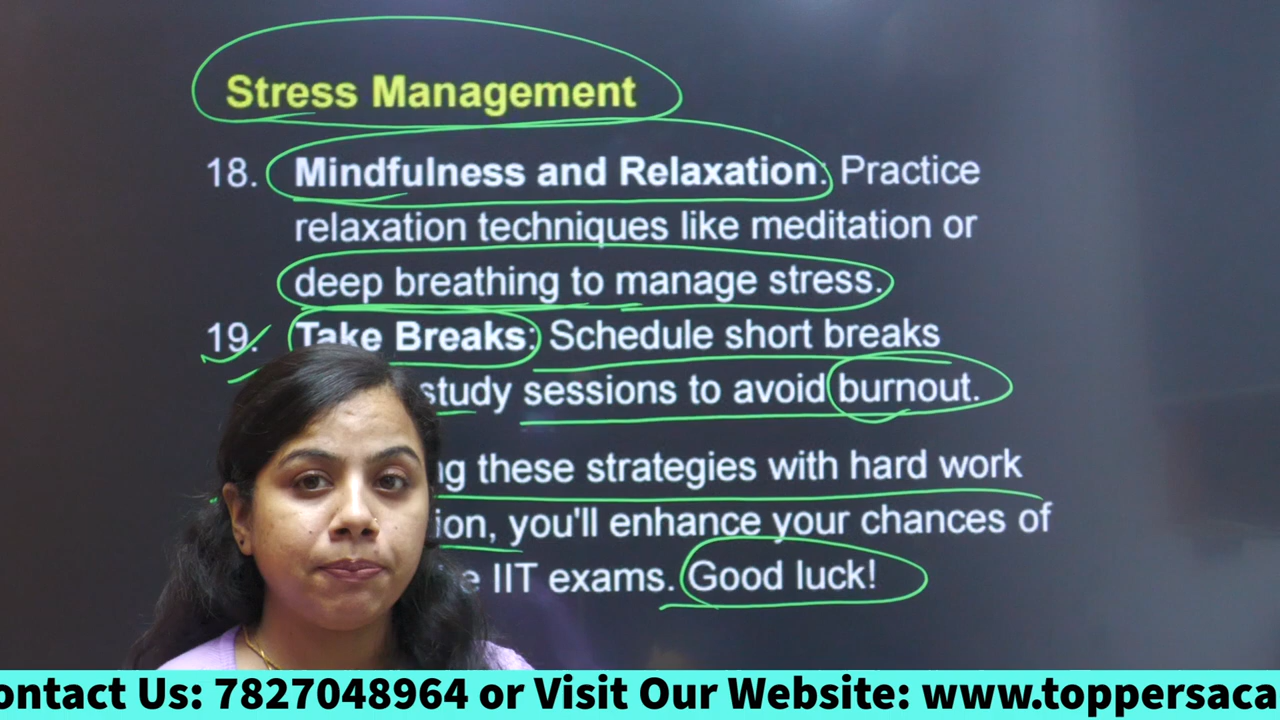 Stress Management
18. Mindfulness and Relaxation: Practice
relaxation techniques like meditation or
deep breathing to manage stress.
19. Take Breaks: Schedule short breaks
study sessions to avoid burnout.
these strategies with hard work
you'll enhance your chances of
IIT exams. Good luck!
Contact Us: 7827048964 or Visit Our Website: www.toppersaca